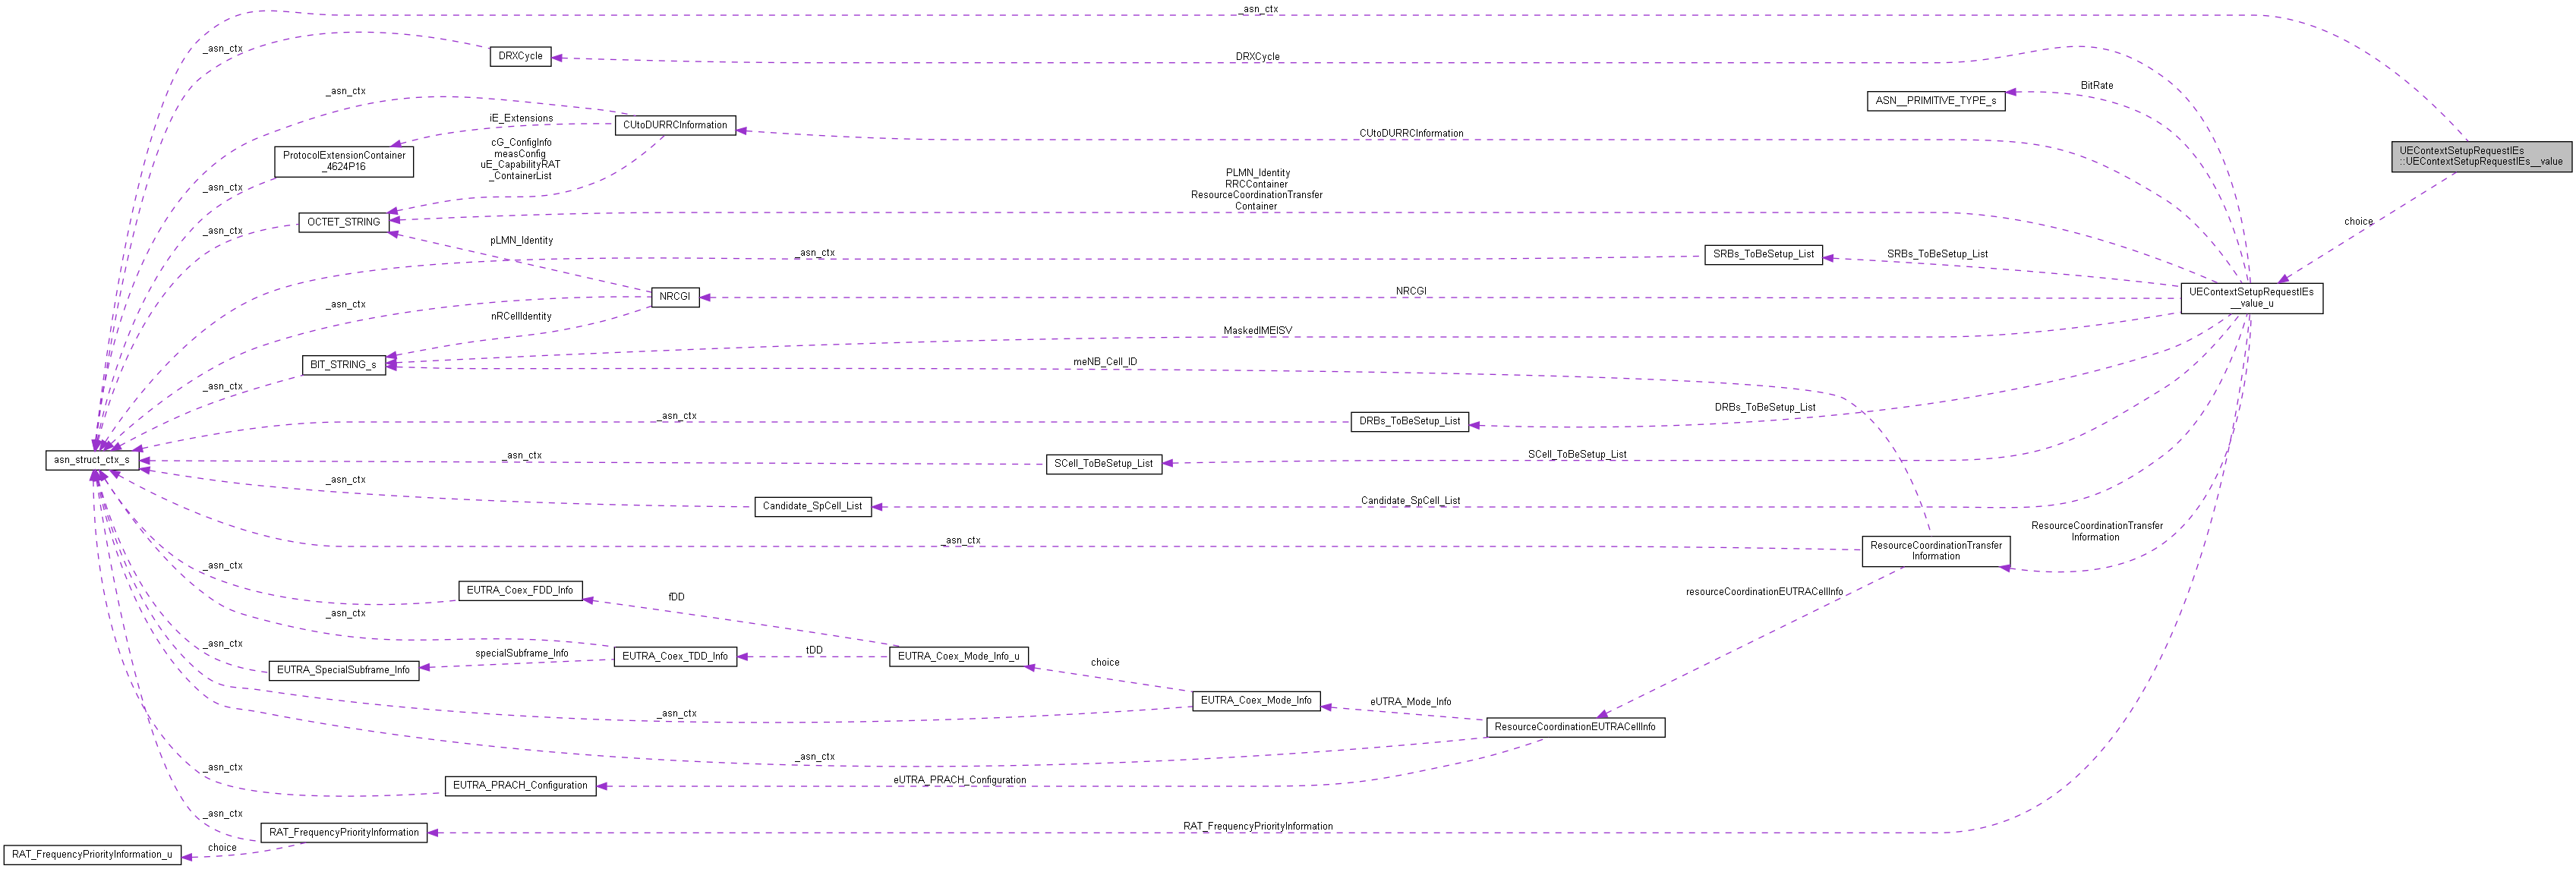 _asn_ctx
_asn_ctx
DRXCycle
DRXCycle
BitRate
_asn_ctx
ASN__PRIMITIVE_TYPE_s
iE_Extensions
CUtoDURRCInformation
CUtoDURRCInformation
UEContextSetupRequestIEs
::UEContextSetupRequestIEs__value
cG_ConfigInfo
measConfig
uE_CapabilityRAT
_ContainerList
ProtocolExtensionContainer
_4624P16
_asn_ctx
PLMN_Identity
RRCContainer
ResourceCoordinationTransfer
Container
OCTET_STRING
_asn_ctx
choice
pLMN_Identity
_asn_ctx
SRBs_ToBeSetup_List
SRBs_ToBeSetup_List
NRCGI
NRCGI
UEContextSetupRequestIEs
__value_u
_asn_ctx
nRCellIdentity
MaskedIMEISV
BIT_STRING_s
meNB_Cell_ID
_asn_ctx
_asn_ctx
DRBs_ToBeSetup_List
DRBs_ToBeSetup_List
asn_struct_ctx_s
_asn_ctx
SCell_ToBeSetup_List
SCell_ToBeSetup_List
_asn_ctx
Candidate_SpCell_List
Candidate_SpCell_List
ResourceCoordinationTransfer
Information
_asn_ctx
ResourceCoordinationTransfer
Information
_asn_ctx
EUTRA_Coex_FDD_Info
fDD
resourceCoordinationEUTRACellInfo
_asn_ctx
_asn_ctx
EUTRA_SpecialSubframe_Info
specialSubframe_Info
EUTRA_Coex_TDD_Info
tDD
EUTRA_Coex_Mode_Info_u
choice
_asn_ctx
EUTRA_Coex_Mode_Info
eUTRA_Mode_Info
ResourceCoordinationEUTRACellInfo
_asn_ctx
_asn_ctx
EUTRA_PRACH_Configuration
eUTRA_PRACH_Configuration
_asn_ctx
RAT_FrequencyPriorityInformation
RAT_FrequencyPriorityInformation
RAT_FrequencyPriorityInformation_u
choice